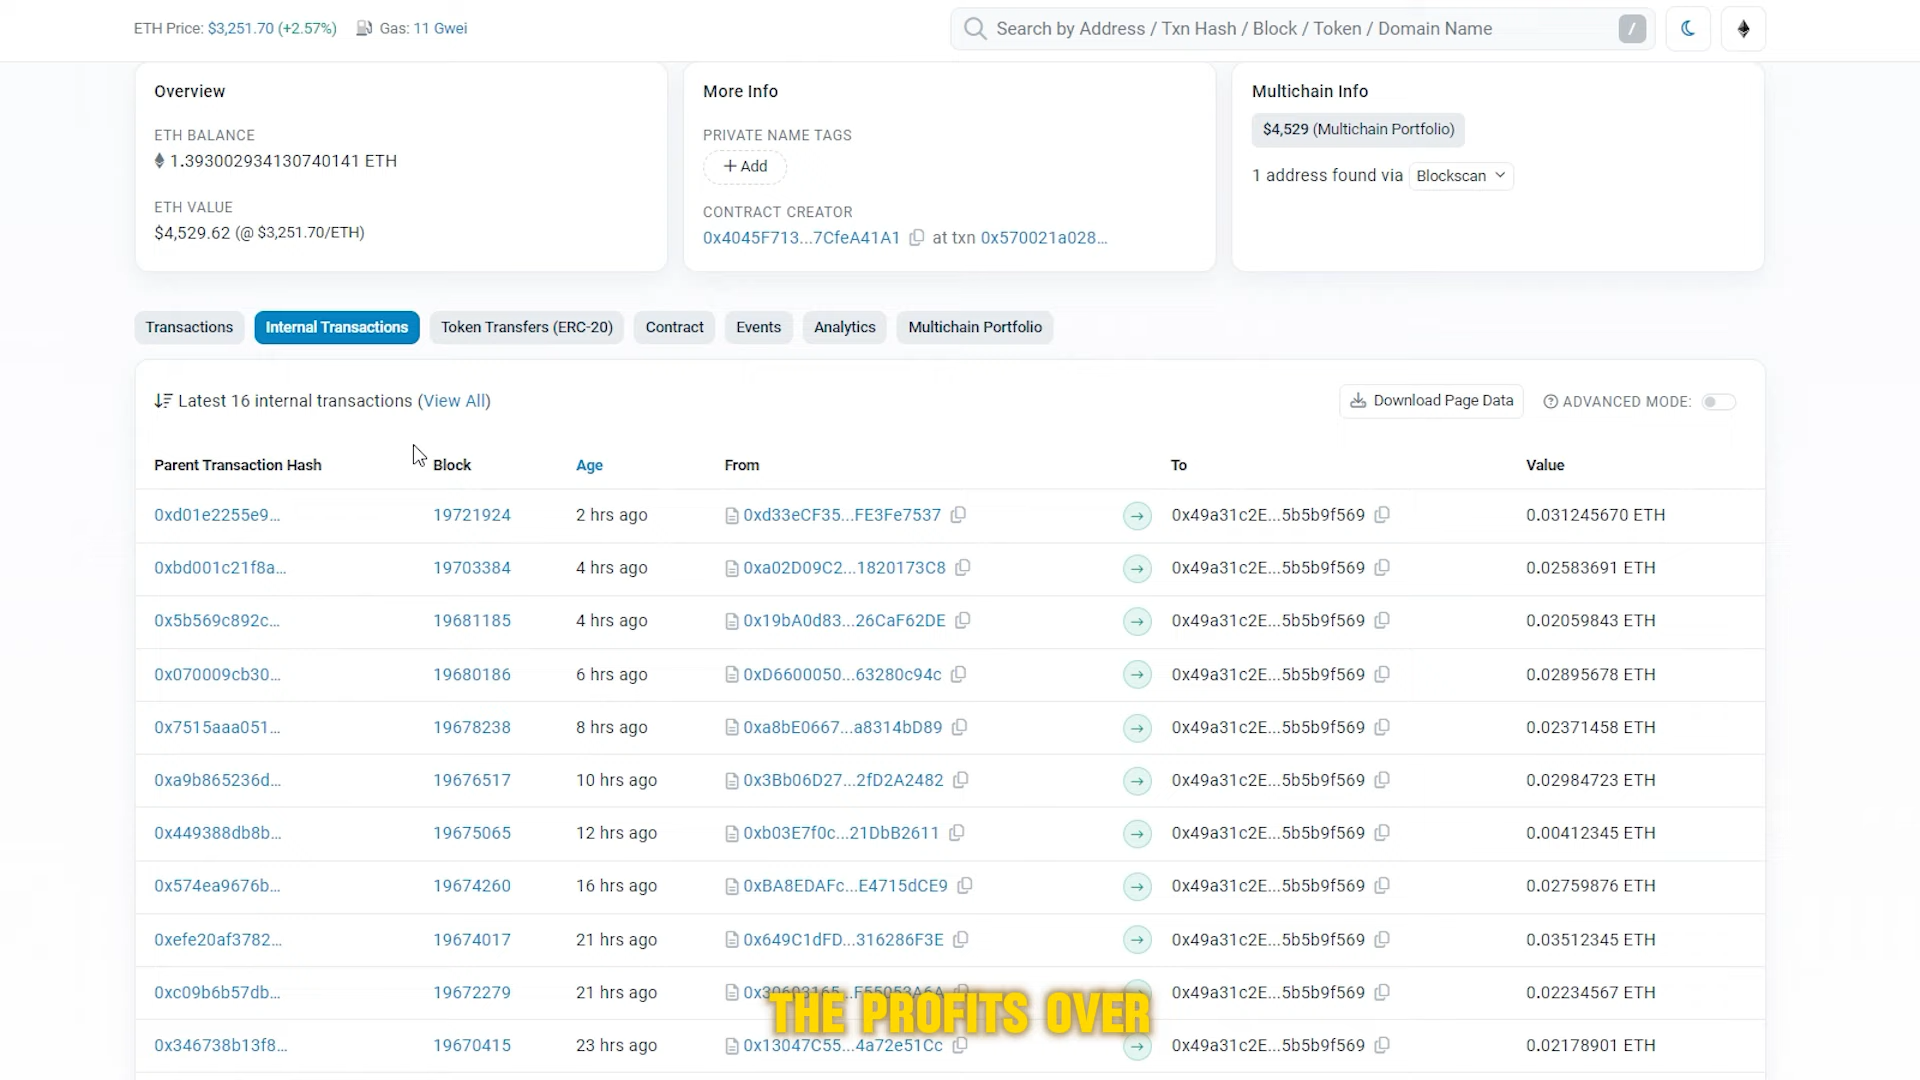 ETH Price: $3,251.70 (+2.57%) Gas: 11 Gwei Search by Address / Txn Hash / Block / Token / Domain Name /
Overview More Info Multichain Info
ETH BALANCE PRIVATE NAME TAGS $4,529 (Multichain Portfolio)
1.393002934130740141 ETH + Add 1 address found via Blockscan
ETH VALUE CONTRACT CREATOR
$4,529.62 (@ $3,251.70/ETH) 0x4045F713...7CfeA41A1 at txn 0x570021a028...
Transactions Internal Transactions Token Transfers (ERC-20) Contract Events Analytics Multichain Portfolio
Latest 16 internal transactions (View All) Download Page Data ADVANCED MODE:
Parent Transaction Hash Block Age From To Value
0xd01e2255e9... 19721924 2 hrs ago 0xd33eCF35...FE3Fe7537 0x49a31c2E...5b5b9f569 0.031245670 ETH
0xbd001c21f8a... 19703384 4 hrs ago 0xa02D09C2...1820173C8 0x49a31c2E...5b5b9f569 0.02583691 ETH
0x5b569c892c... 19681185 4 hrs ago 0x19bA0d83...26CaF62DE 0x49a31c2E...5b5b9f569 0.02059843 ETH
0x070009cb30... 19680186 6 hrs ago 0xD6600050...63280c94c 0x49a31c2E...5b5b9f569 0.02895678 ETH
0x7515aaa051... 19678238 8 hrs ago 0xa8bE0667...a8314bD89 0x49a31c2E...5b5b9f569 0.02371458 ETH
0xa9b865236d... 19676517 10 hrs ago 0x3Bb06D27...2fD2A2482 0x49a31c2E...5b5b9f569 0.02984723 ETH
0x449388db8b... 19675065 12 hrs ago 0xb03E7f0c...21DbB2611 0x49a31c2E...5b5b9f569 0.00412345 ETH
0x574ea9676b... 19674260 16 hrs ago 0xBA8EDAFc...E4715dCE9 0x49a31c2E...5b5b9f569 0.02759876 ETH
0xefe20af3782... 19674017 21 hrs ago 0x649C1dFD...316286F3E 0x49a31c2E...5b5b9f569 0.03512345 ETH
0xc09b6b57db... 19672279 21 hrs ago 0x49a31c2E...5b5b9f569 0.02234567 ETH
THE PROFITS OVER
0x346738b13f8... 19670415 23 hrs ago 0x13047C55...4a72e51Cc 0x49a31c2E...5b5b9f569 0.02178901 ETH